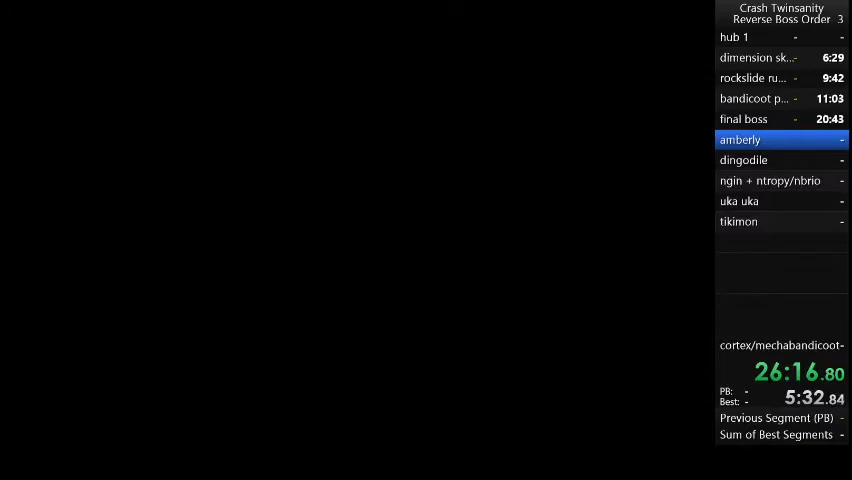 Crash Twinsanity
Reverse Boss Order 3
hub 1 - -
dimension sk...- 6:29
rockslide ru... - 9:42
bandicoot p... - 11:03
final boss - 20:43
amberly -
dingodile -
ngin + ntropy/nbrio -
uka uka -
tikimon -
cortex/mechabandicoot-
26:16.80
PB: -
Best: - 5:32.84
Previous Segment (PB) -
Sum of Best Segments -